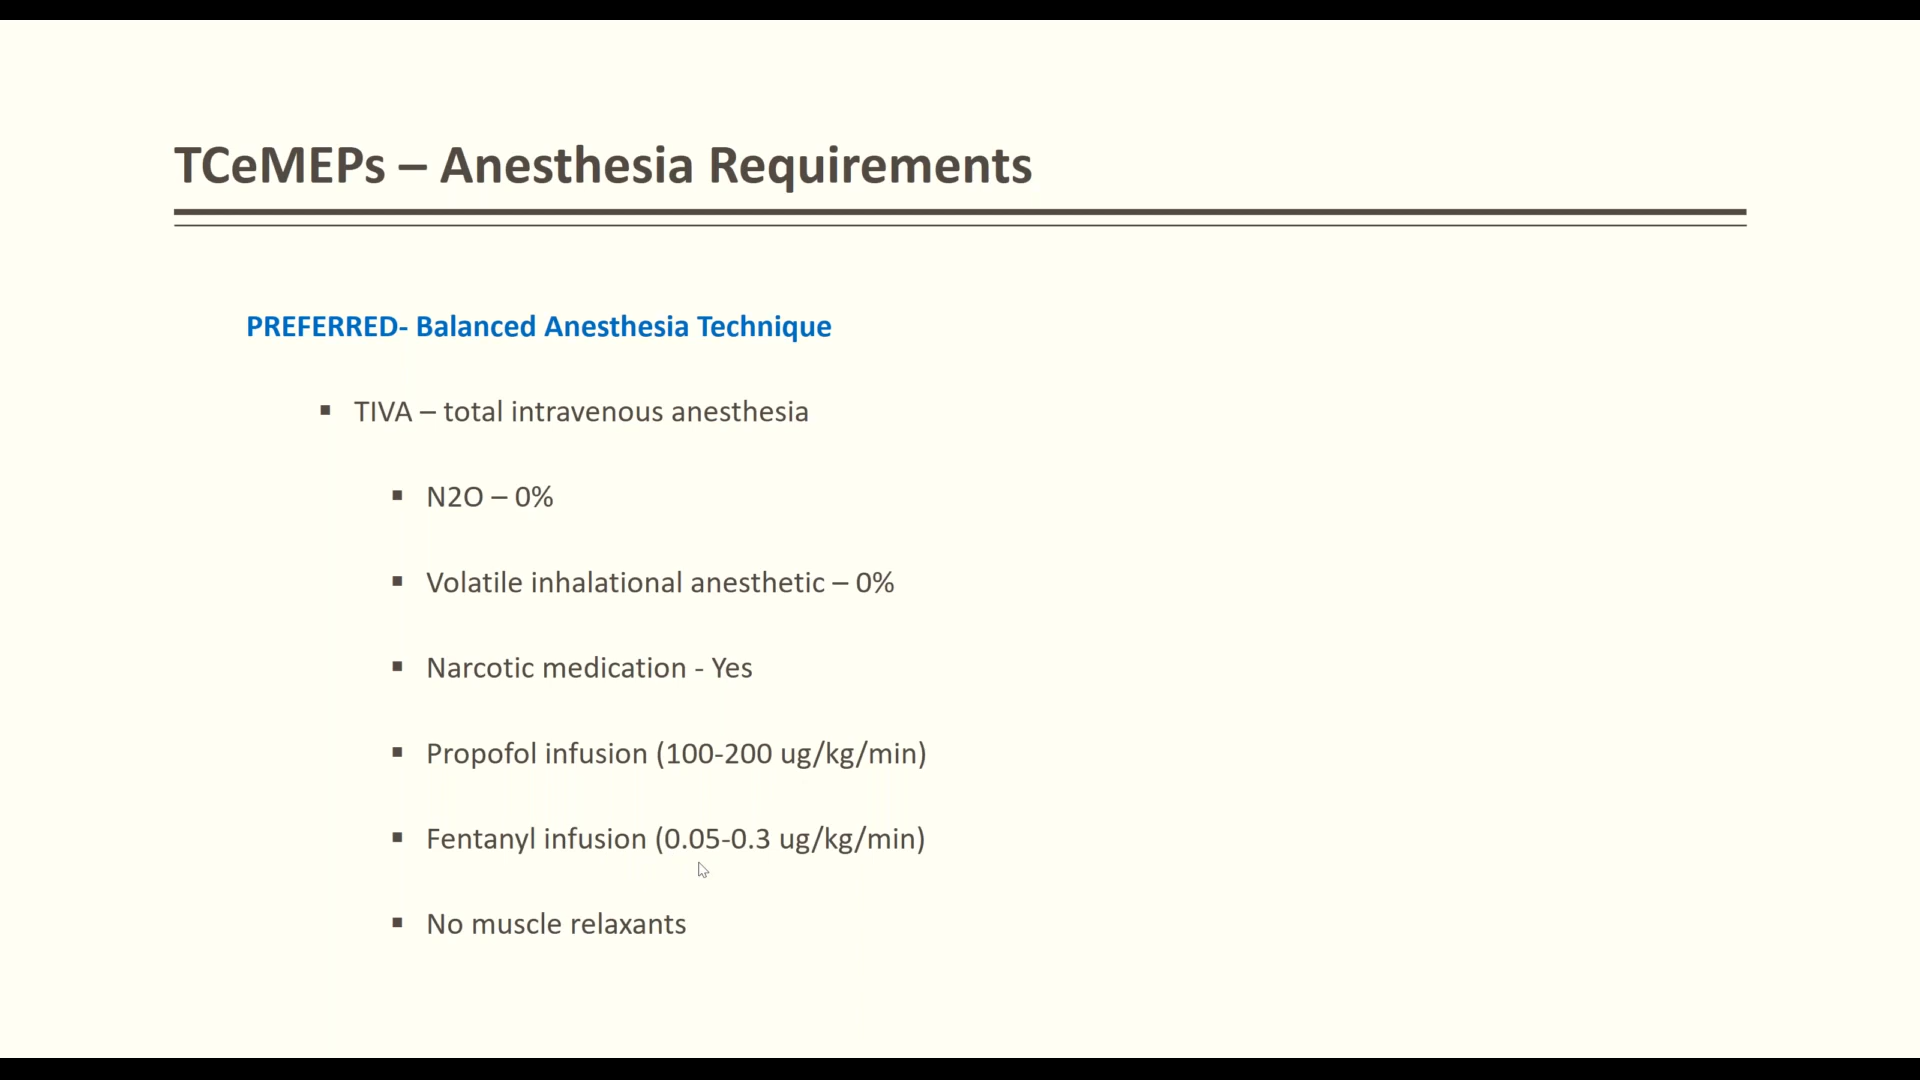 TCeMEPs – Anesthesia Requirements
PREFERRED- Balanced Anesthesia Technique
▪ TIVA – total intravenous anesthesia
▪ N2O – 0%
▪ Volatile inhalational anesthetic – 0%
▪ Narcotic medication - Yes
▪ Propofol infusion (100-200 ug/kg/min)
▪ Fentanyl infusion (0.05-0.3 ug/kg/min)
▪ No muscle relaxants